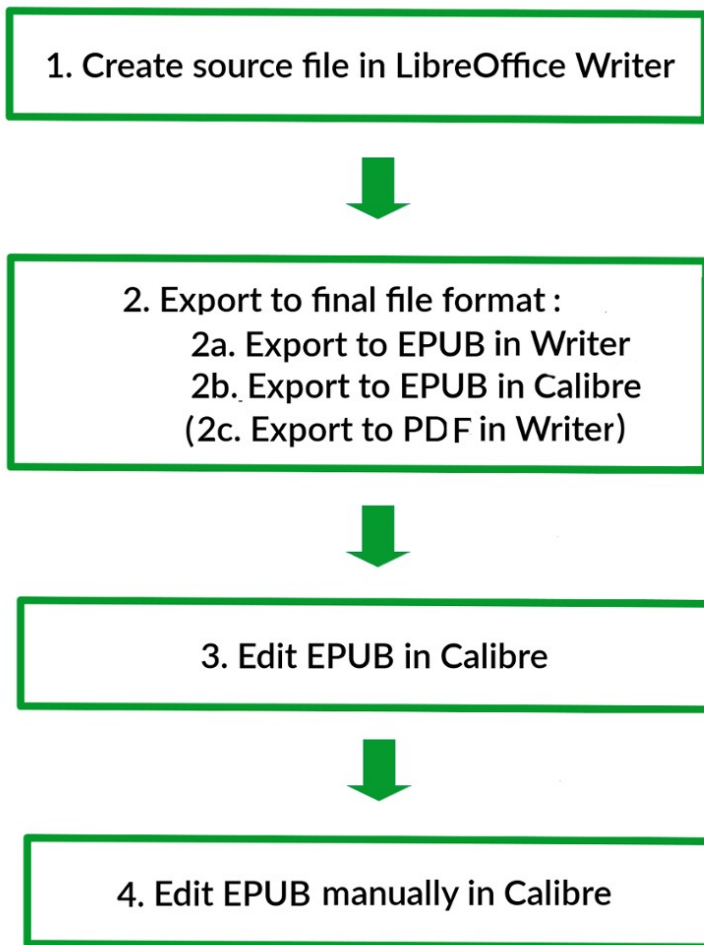 1. Create source file in LibreOffice Writer
2. Export to final file format :
2a. Export to EPUB in Writer
2b. Export to EPUB in Calibre
(2c. Export to PDF in Writer)
3. Edit EPUB in Calibre
4. Edit EPUB manually in Calibre